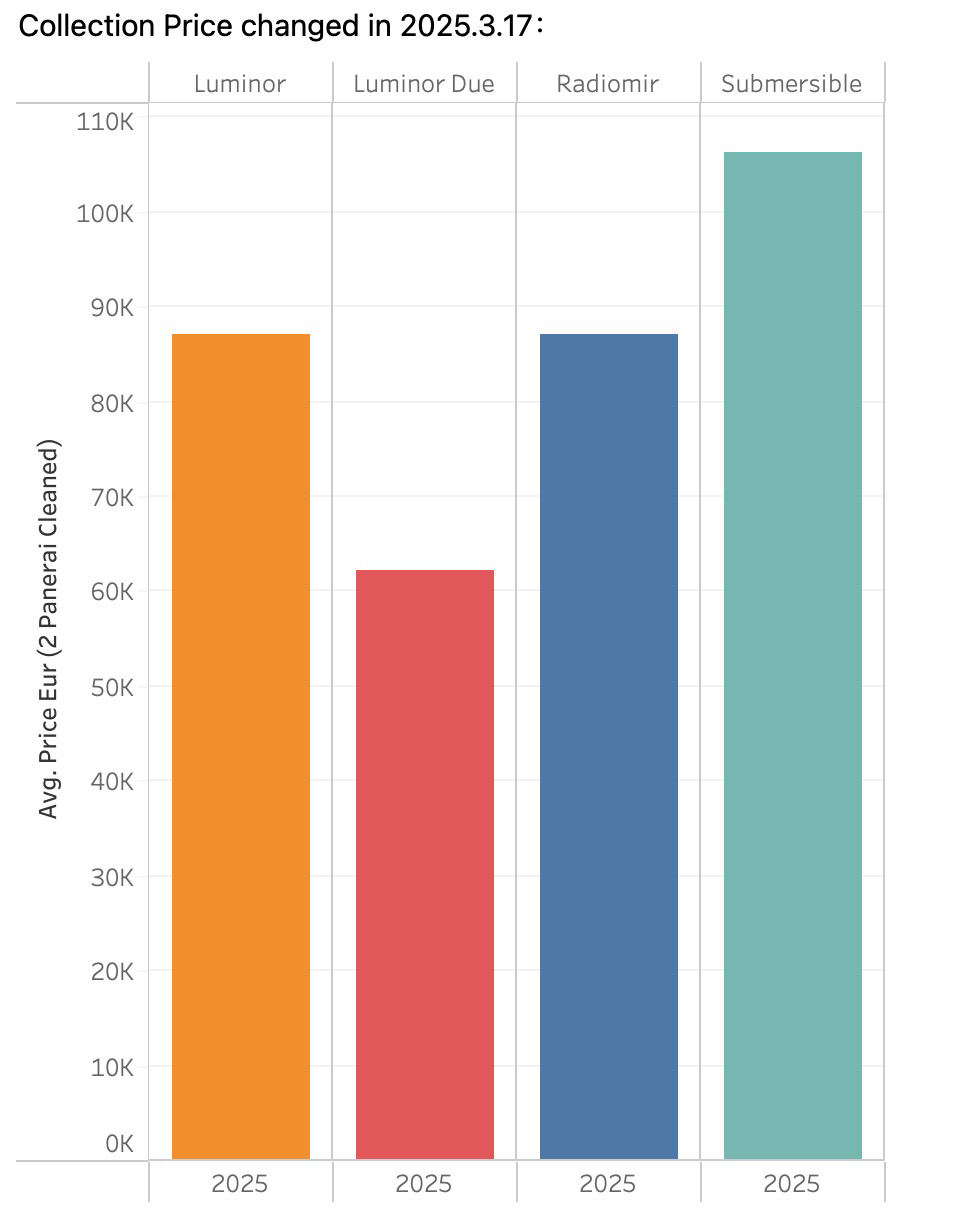 Collection Price changed in 2025.3.17:
Luminor
Luminor Due
Radiomir
Submersible
110K
100K
90K
80K
70K
60K
50K
40K
30K
20K
10K
0K
Avg. Price Eur (2 Panerai Cleaned)
2025
2025
2025
2025